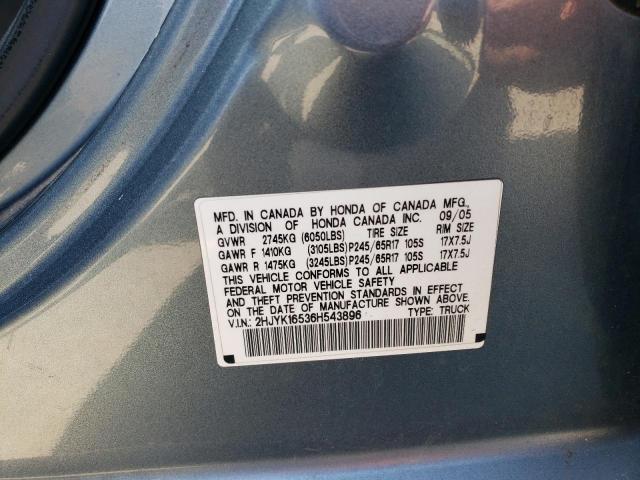 MFD. IN CANADA BY HONDA OF CANADA MFG.,
A DIVISION OF HONDA CANADA INC. 09/05
GVWR 2745KG (6050LBS) TIRE SIZE RIM SIZE
GAWR F 1410KG (3105LBS)P245/65R17 105S 17X7.5J
GAWR R 1475KG (3245LBS)P245/65R17 105S 17X7.5J
THIS VEHICLE CONFORMS TO ALL APPLICABLE
FEDERAL MOTOR VEHICLE SAFETY
AND THEFT PREVENTION STANDARDS IN EFFECT
ON THE DATE OF MANUFACTURE SHOWN ABOVE.
V.I.N.: 2HJYK16536H543896 TYPE: TRUCK